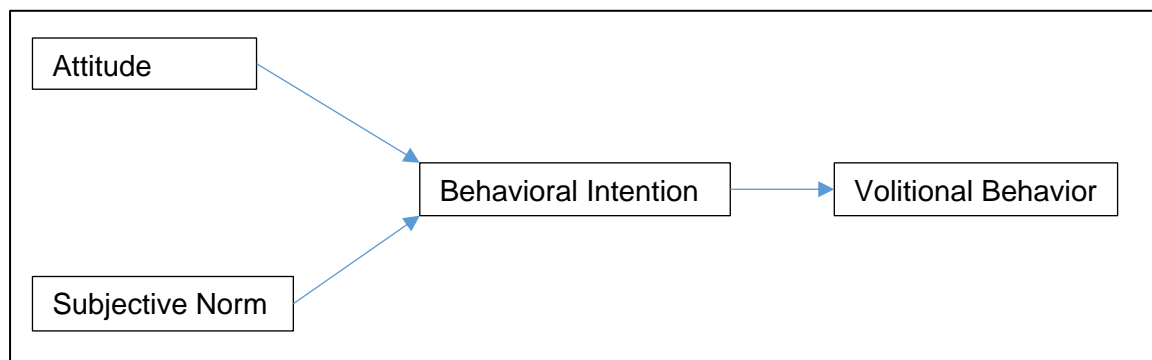 Attitude
Behavioral Intention
Volitional Behavior
Subjective Norm